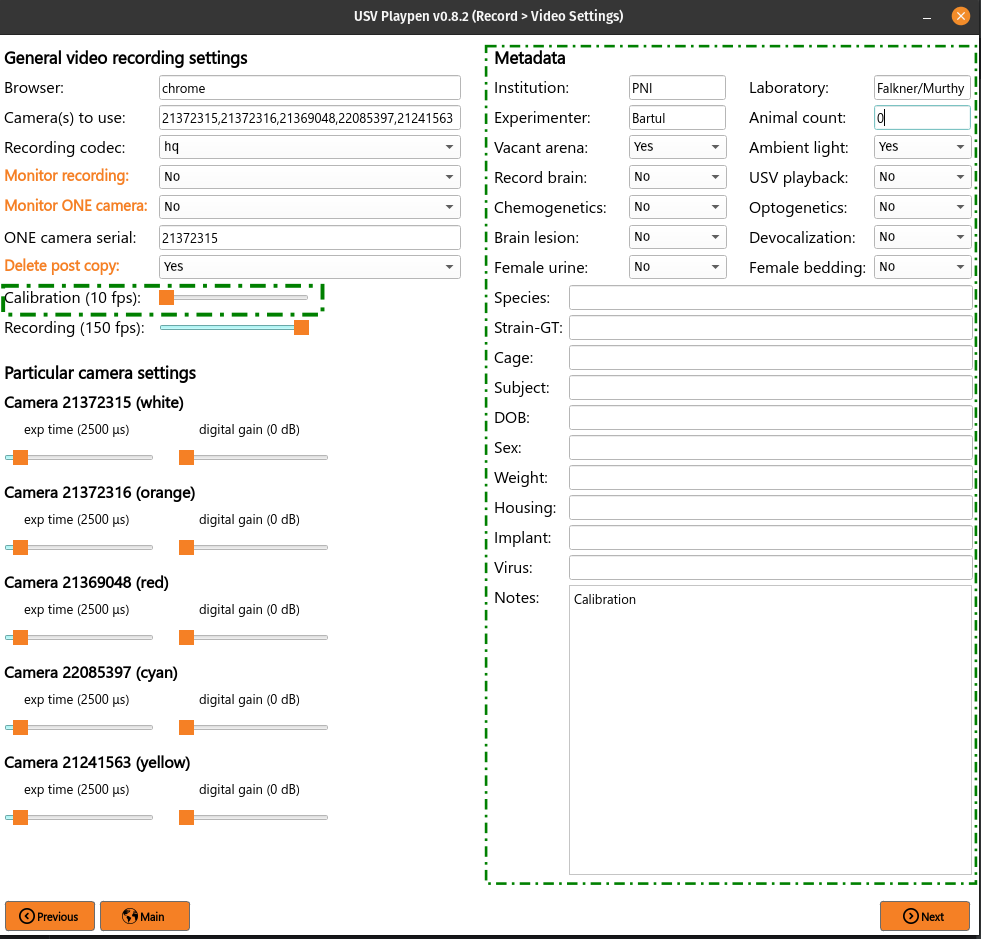 USV Playpen v0.8.2 (Record > Video Settings)
General video recording settings
Browser: chrome
Camera(s) to use: 21372315,21372316,21369048,22085397,21241563
Recording codec: hq
Monitor recording: No
Monitor ONE camera: No
ONE camera serial: 21372315
Delete post copy: Yes
Calibration (10 fps):
Recording (150 fps):
Particular camera settings
Camera 21372315 (white)
exp time (2500 µs) digital gain (0 dB)
Camera 21372316 (orange)
exp time (2500 µs) digital gain (0 dB)
Camera 21369048 (red)
exp time (2500 µs) digital gain (0 dB)
Camera 22085397 (cyan)
exp time (2500 µs) digital gain (0 dB)
Camera 21241563 (yellow)
exp time (2500 µs) digital gain (0 dB)
Metadata
Institution: PNI Laboratory: Falkner/Murthy
Experimenter: Bartul Animal count: 0
Vacant arena: Yes Ambient light: Yes
Record brain: No USV playback: No
Chemogenetics: No Optogenetics: No
Brain lesion: No Devocalization: No
Female urine: No Female bedding: No
Species:
Strain-GT:
Cage:
Subject:
DOB:
Sex:
Weight:
Housing:
Implant:
Virus:
Notes: Calibration
Previous Main Next